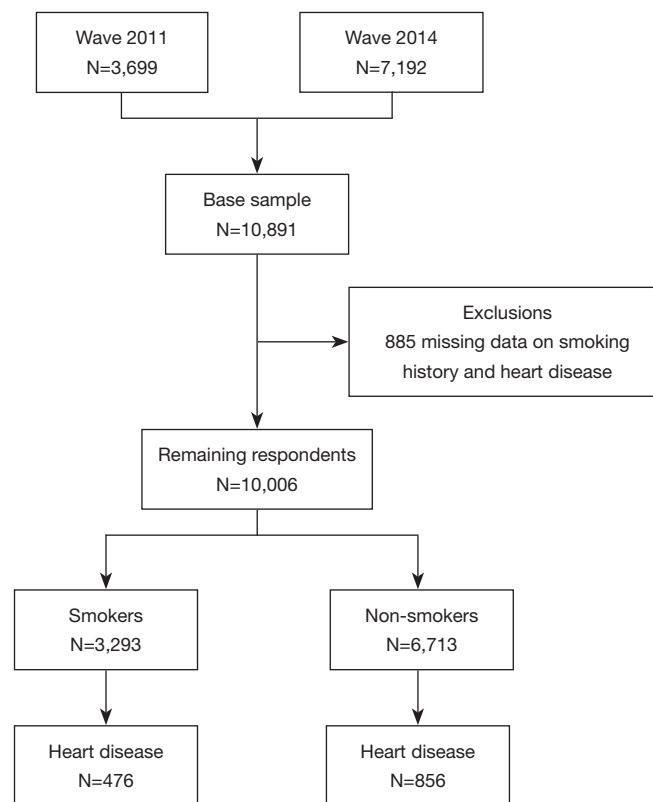 Wave 2011
N=3,699
Wave 2014
N=7,192
Base sample
N=10,891
Exclusions
885 missing data on smoking
history and heart disease
Remaining respondents
N=10,006
Smokers
N=3,293
Non-smokers
N=6,713
Heart disease
N=476
Heart disease
N=856